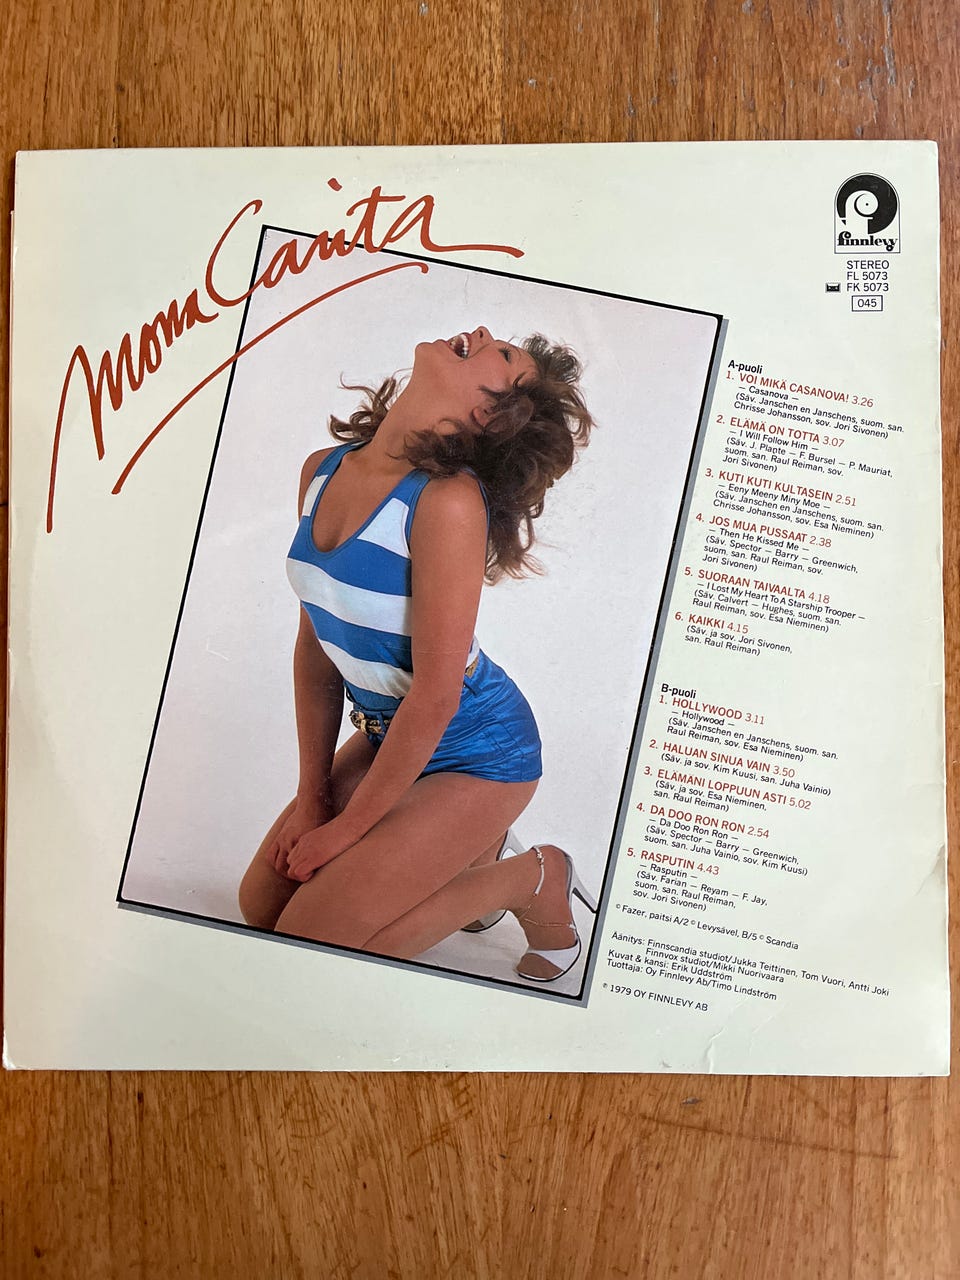 Mona Carita
finnlevy
STEREO
FL 5073
FK 5073
045
A-puoli
1. VOI MIKÄ CASANOVA! 3.26
— Casanova —
(Säv. Janschen en Janschens, suom. san.
Chrisse Johansson, sov. Jori Sivonen)
2. ELÄMÄ ON TOTTA 3.07
— I Will Follow Him —
(Säv. J. Plante — F. Bursel — P. Mauriat,
suom. san. Raul Reiman, sov.
Jori Sivonen)
3. KUTI KUTI KULTASEIN 2.51
— Eeny Meeny Miny Moe —
(Säv. Janschen en Janschens, suom. san.
Chrisse Johansson, sov. Esa Nieminen)
4. JOS MUA PUSSAAT 2.38
— Then He Kissed Me —
(Säv. Spector — Barry — Greenwich,
suom. san. Raul Reiman, sov.
Jori Sivonen)
5. SUORAAN TAIVAALTA 4.18
— I Lost My Heart To A Starship Trooper —
(Säv. Calvert — Hughes, suom. san.
Raul Reiman, sov. Esa Nieminen)
6. KAIKKI 4.15
(Säv. ja sov. Jori Sivonen,
san. Raul Reiman)
B-puoli
1. HOLLYWOOD 3.11
— Hollywood —
(Säv. Janschen en Janschens, suom. san.
Raul Reiman, sov. Esa Nieminen)
2. HALUAN SINUA VAIN 3.50
(Säv. ja sov. Kim Kuusi, san. Juha Vainio)
3. ELÄMÄNI LOPPUUN ASTI 5.02
(Säv. ja sov. Esa Nieminen,
san. Raul Reiman)
4. DA DOO RON RON 2.54
— Da Doo Ron Ron —
(Säv. Spector — Barry — Greenwich,
suom. san. Juha Vainio, sov. Kim Kuusi)
5. RASPUTIN 4.43
— Rasputin —
(Säv. Farian — Reyam — F. Jay,
suom. san. Raul Reiman,
sov. Jori Sivonen)
© Fazer, paitsi A/2 © Levysävel, B/5 © Scandia
Äänitys: Finnscandia studiot/Jukka Teittinen, Tom Vuori, Antti Joki
Finnvox studiot/Mikki Nuorivaara
Kuvat & kansi: Erik Uddström
Tuottaja: Oy Finnlevy Ab/Timo Lindström
℗ 1979 OY FINNLEVY AB